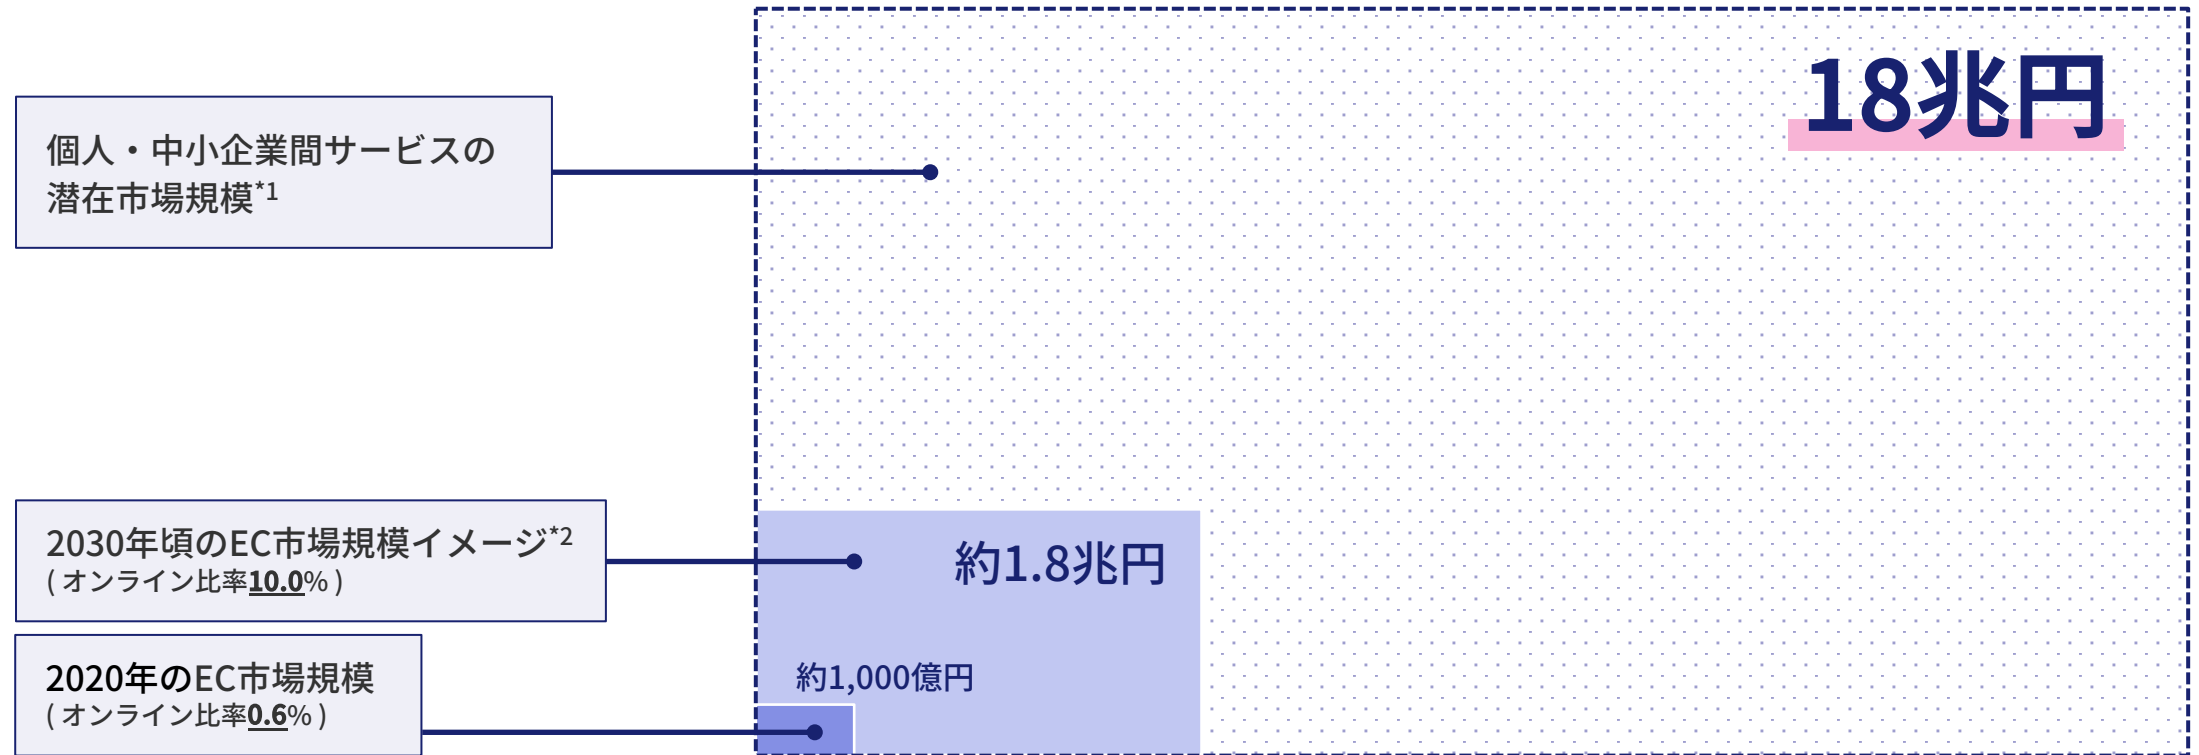 18兆円
個人・中小企業間サービスの
潜在市場規模*1
2030年頃のEC市場規模イメージ*2
( オンライン比率10.0% )
約1.8兆円
2020年のEC市場規模
( オンライン比率0.6% )
約1,000億円